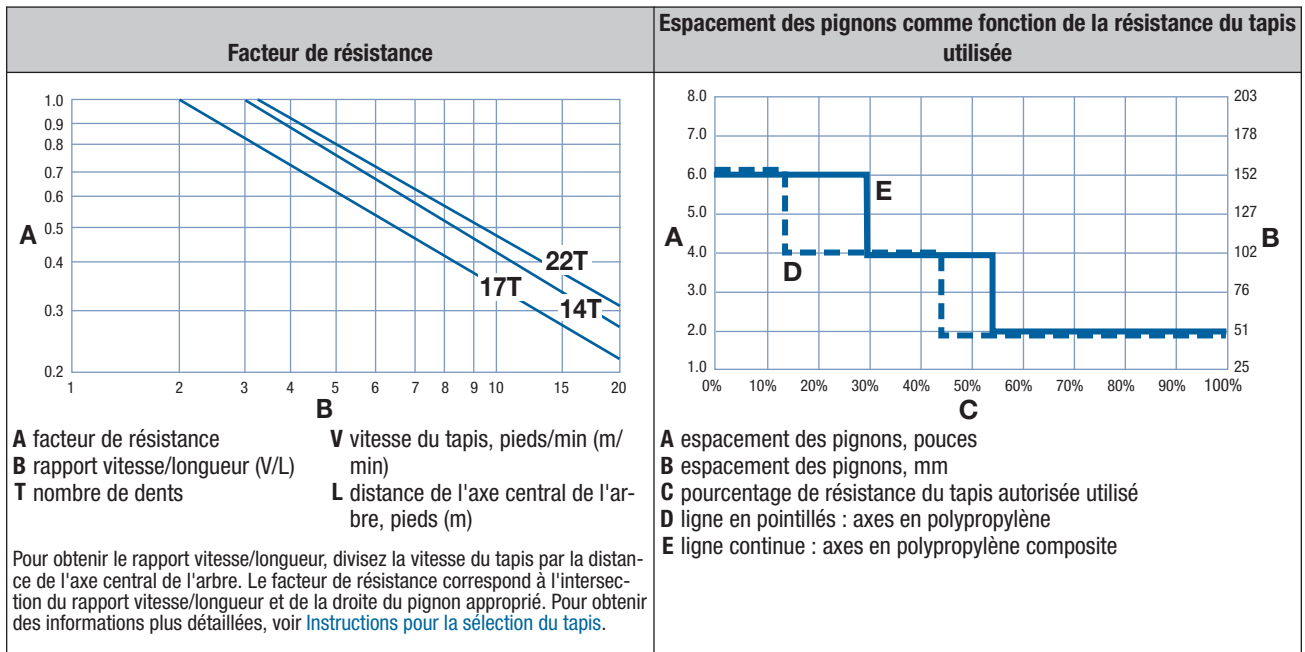 Facteur de résistance
1.0
0.9
0.8
0.7
0.6
0.5
0.4
0.3
0.2
A
22T
17T
14T
1 2 3 4 5 6 7 8 9 10 15 20
B
A facteur de résistance
B rapport vitesse/longueur (V/L)
T nombre de dents
V vitesse du tapis, pieds/min (m/
min)
L distance de l'axe central de l'ar-
bre, pieds (m)
Pour obtenir le rapport vitesse/longueur, divisez la vitesse du tapis par la distan-
ce de l'axe central de l'arbre. Le facteur de résistance correspond à l'intersec-
tion du rapport vitesse/longueur et de la droite du pignon approprié. Pour obtenir
des informations plus détaillées, voir Instructions pour la sélection du tapis.
Espacement des pignons comme fonction de la résistance du tapis
utilisée
8.0
7.0
6.0
5.0
4.0
3.0
2.0
1.0
A
E
D
203
178
152
127
102
76
51
25
B
0% 10% 20% 30% 40% 50% 60% 70% 80% 90% 100%
C
A espacement des pignons, pouces
B espacement des pignons, mm
C pourcentage de résistance du tapis autorisée utilisé
D ligne en pointillés : axes en polypropylène
E ligne continue : axes en polypropylène composite